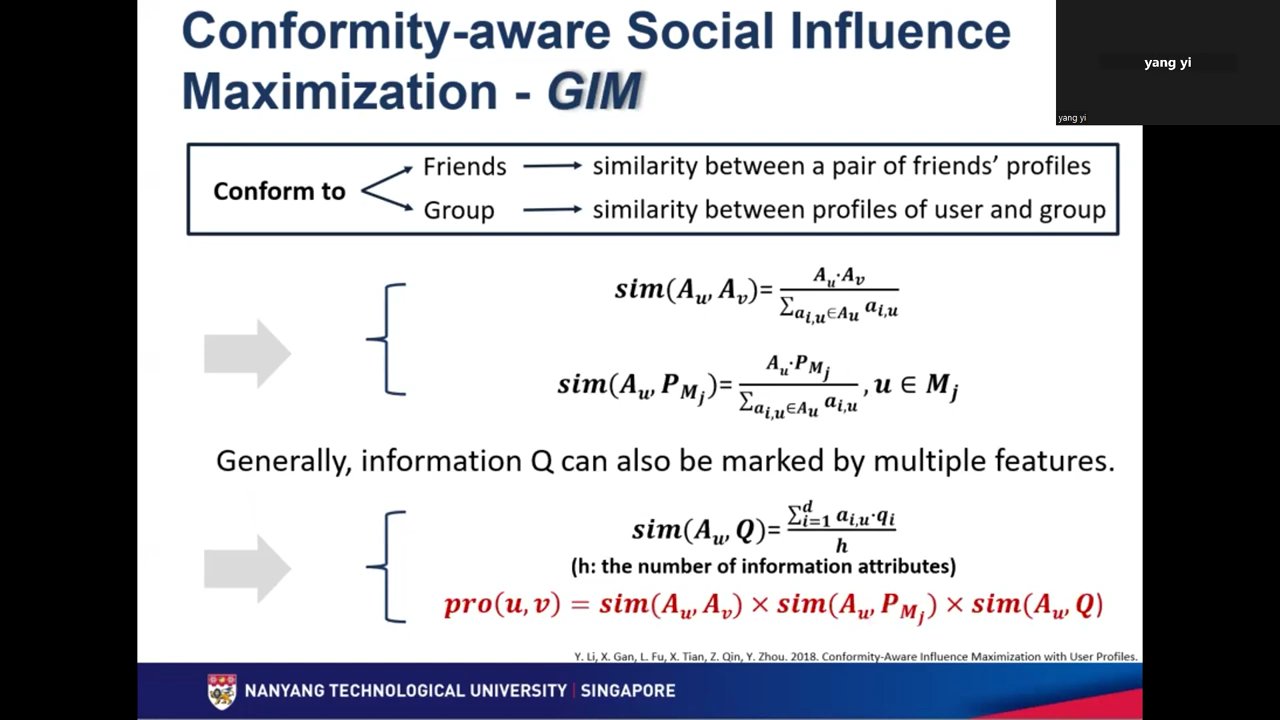 Conformity-aware Social Influence
Maximization - GIM
yang yi
yang yi
Conform to
Friends → similarity between a pair of friends' profiles
Group → similarity between profiles of user and group
sim(A_u, A_v)= A_u·A_v / ∑_{a_{i,u}∈A_u} a_{i,u}
sim(A_u, P_{M_j})= A_u·P_{M_j} / ∑_{a_{i,u}∈A_u} a_{i,u} , u ∈ M_j
Generally, information Q can also be marked by multiple features.
sim(A_u, Q)= ∑_{i=1}^{d} a_{i,u}·q_i / h
(h: the number of information attributes)
pro(u, v) = sim(A_u, A_v) × sim(A_u, P_{M_j}) × sim(A_u, Q)
Y. Li, X. Gan, L. Fu, X. Tian, Z. Qin, Y. Zhou. 2018. Conformity-Aware Influence Maximization with User Profiles.
NANYANG TECHNOLOGICAL UNIVERSITY | SINGAPORE